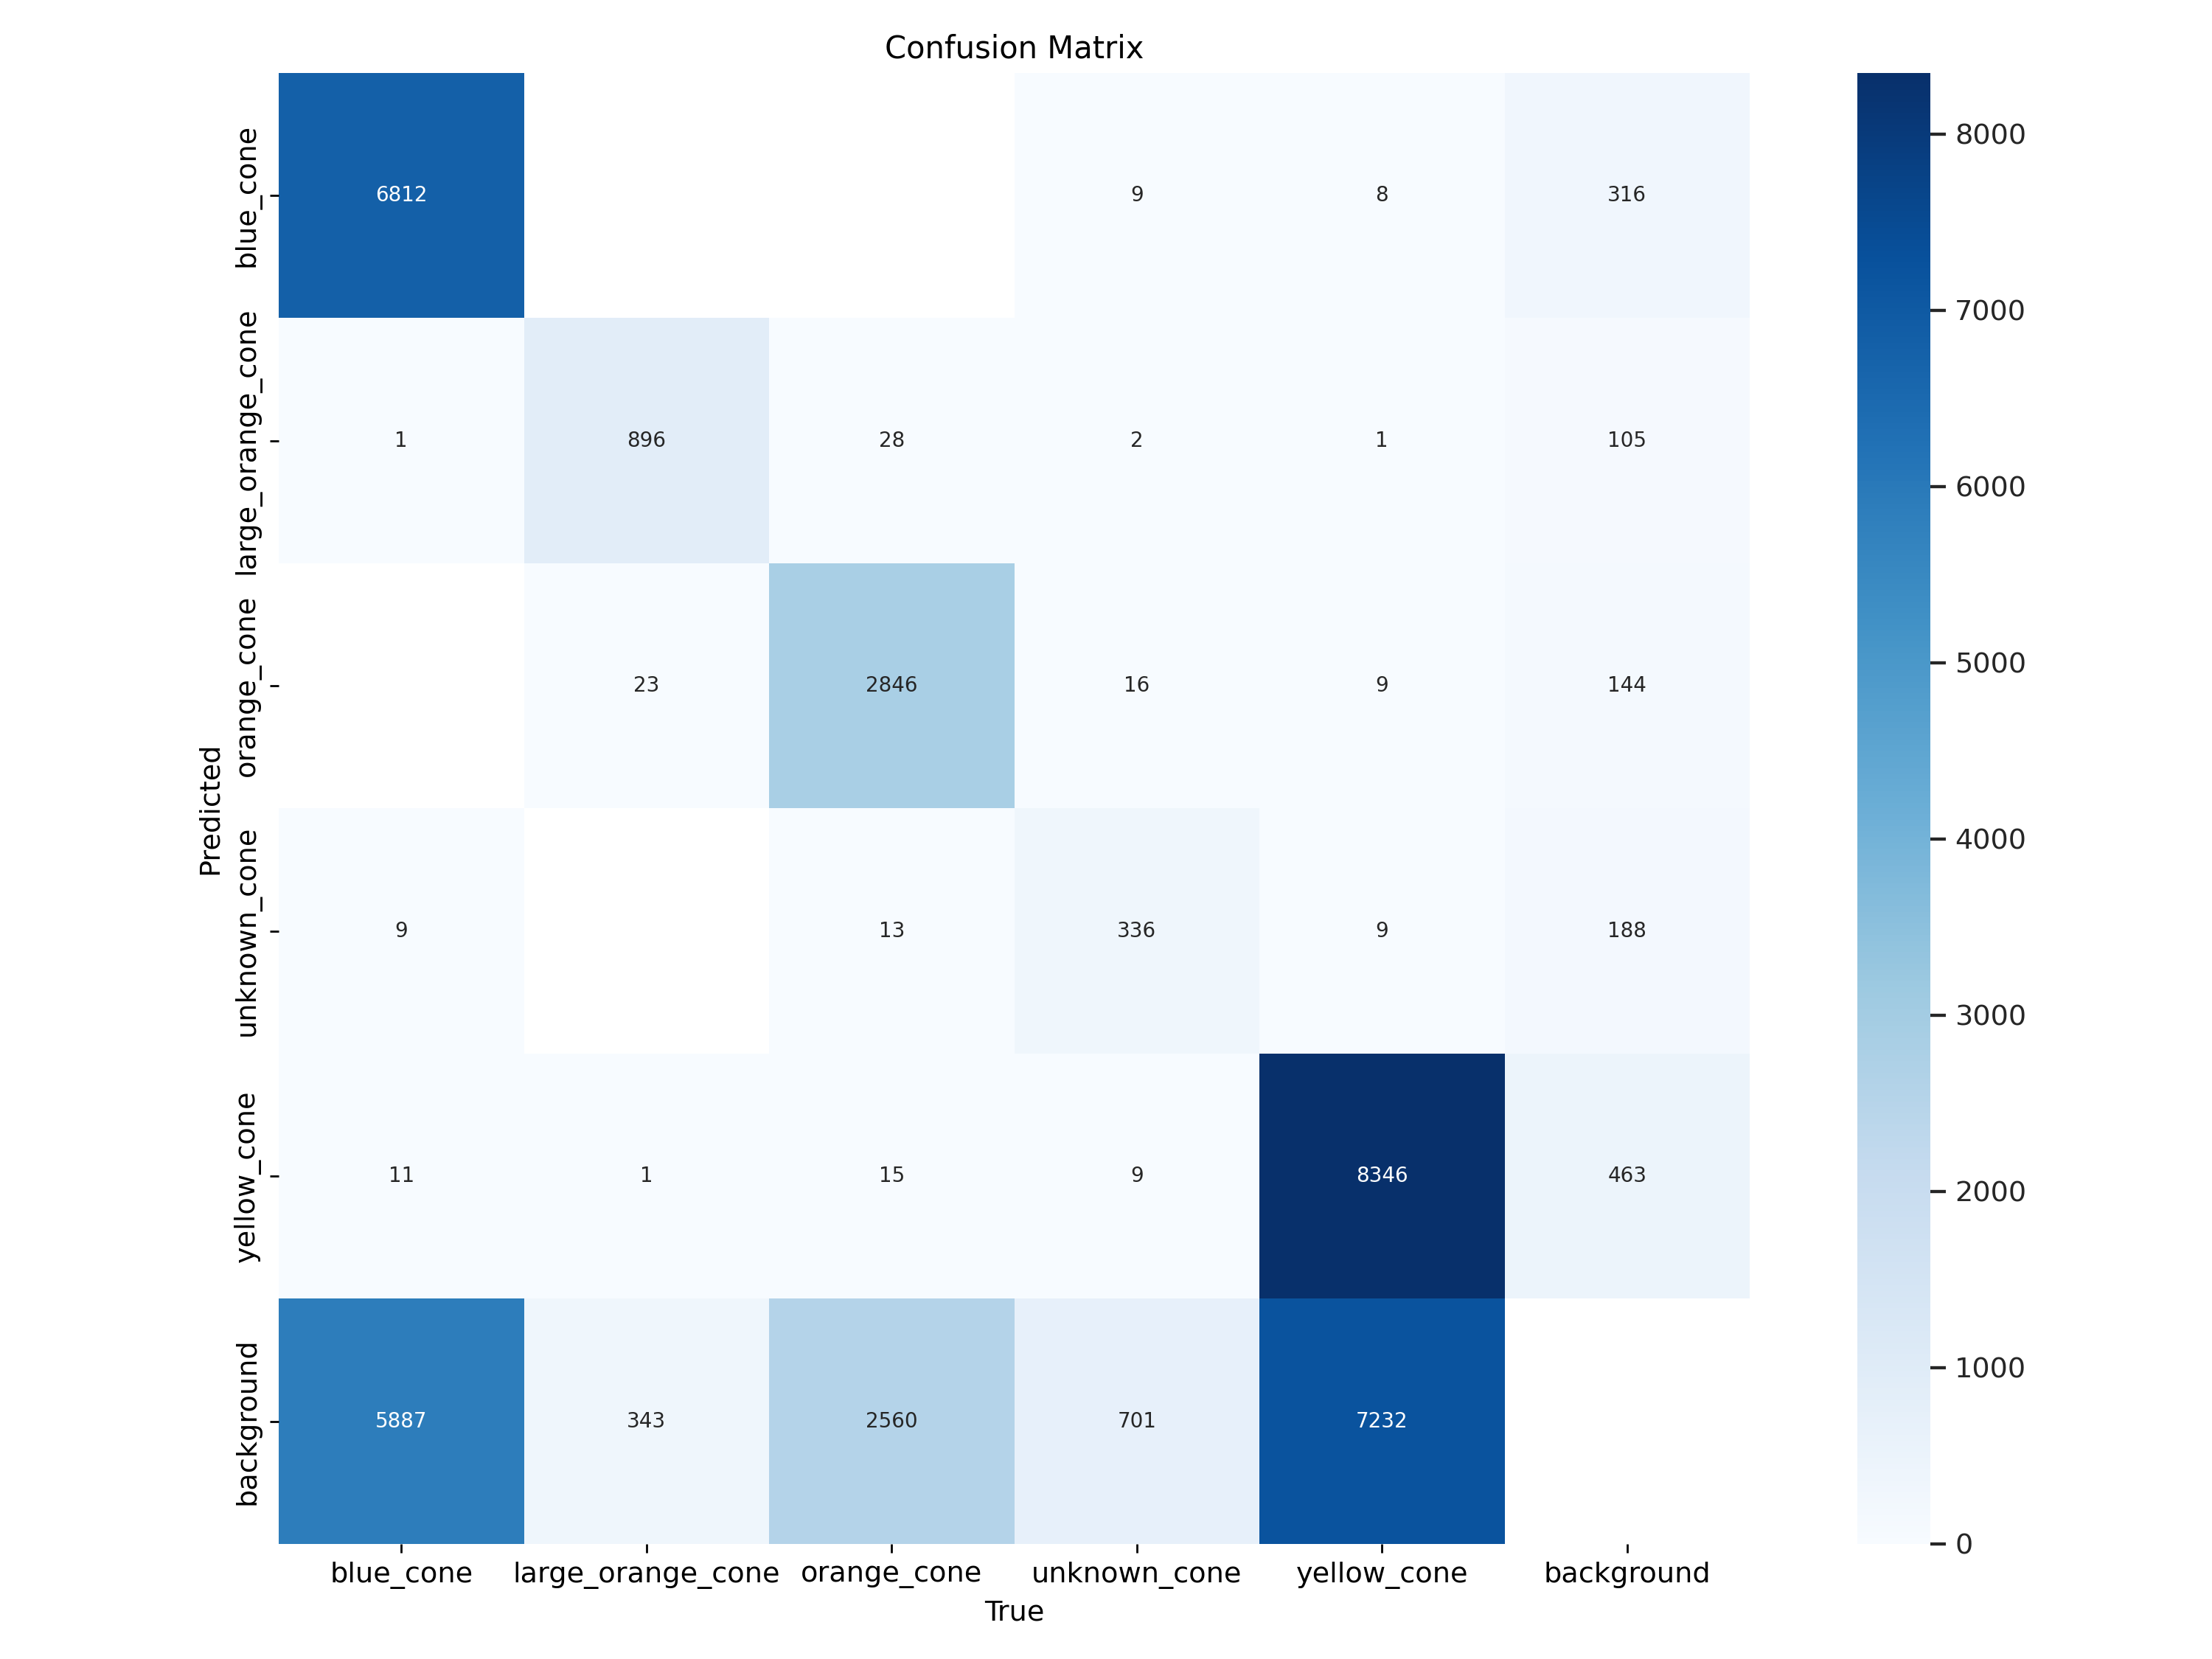 Confusion Matrix
blue_cone
6812
9
8
316
large_orange_cone
1
896
28
2
1
105
orange_cone
23
2846
16
9
144
unknown_cone
9
13
336
9
188
yellow_cone
11
1
15
9
8346
463
background
5887
343
2560
701
7232
Predicted
blue_cone
large_orange_cone
orange_cone
unknown_cone
yellow_cone
background
True
8000
7000
6000
5000
4000
3000
2000
1000
0